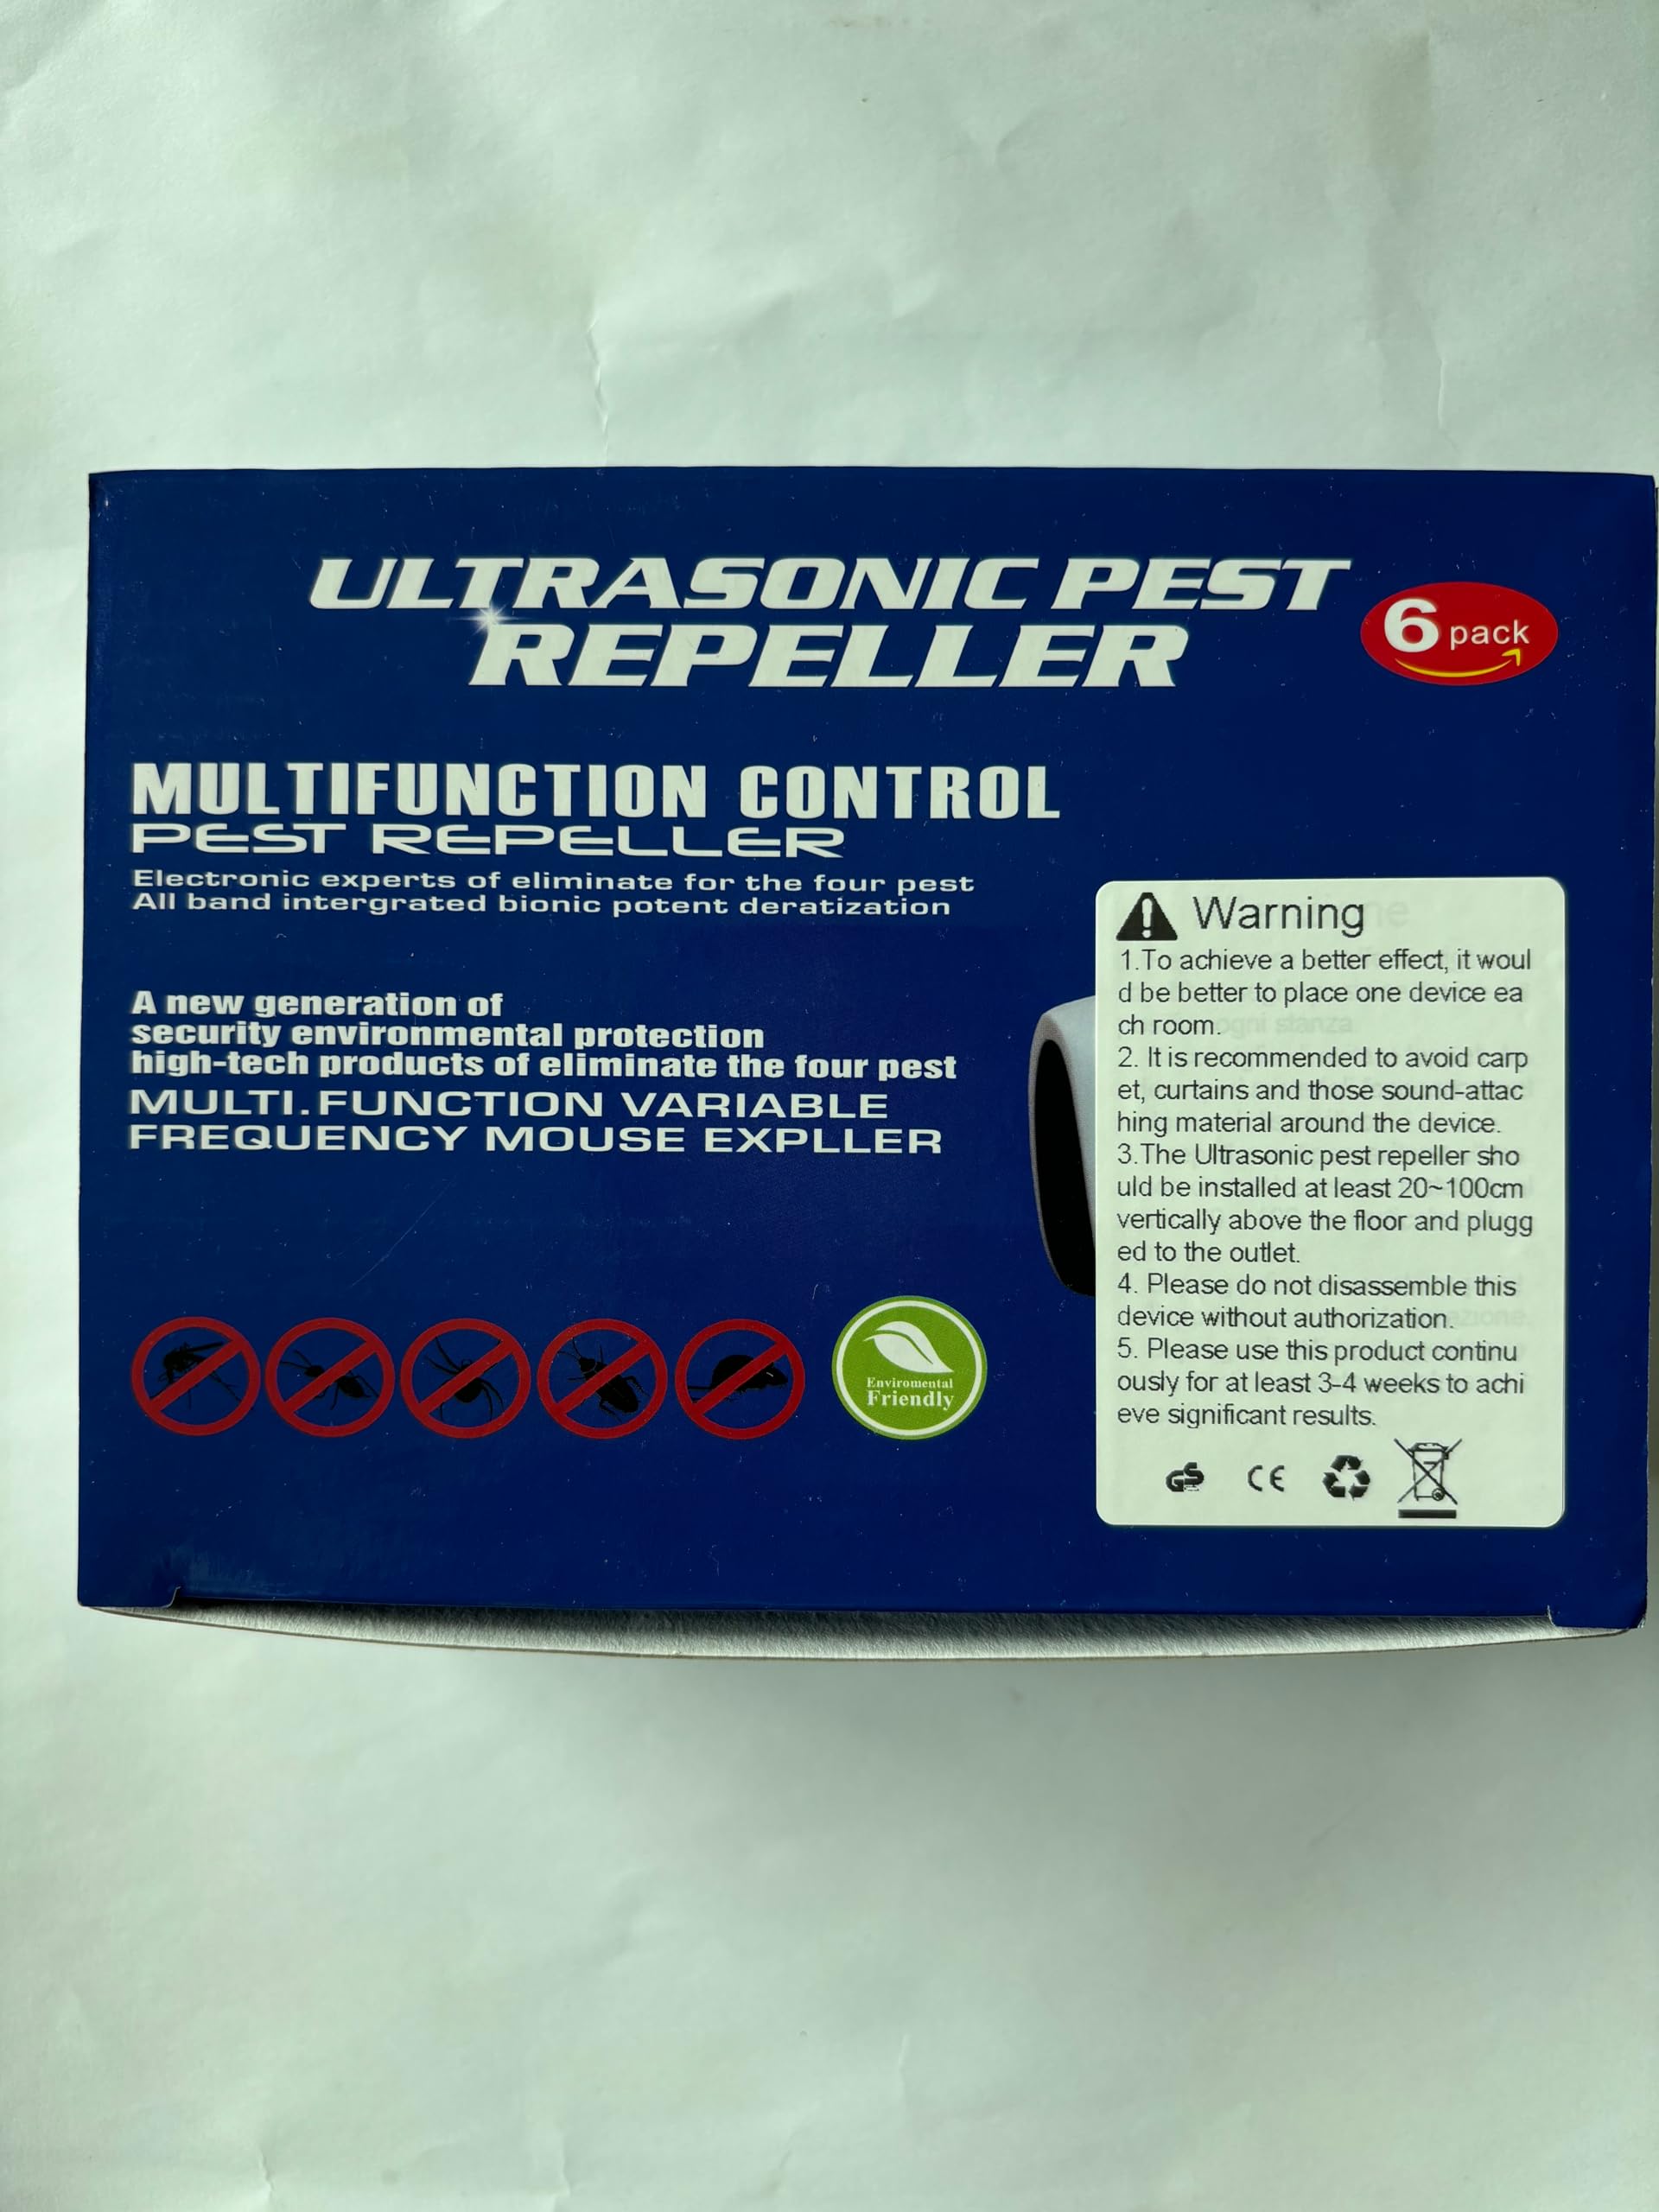 ULTRASONIC PEST
REPELLER
6 pack
MULTIFUNCTION CONTROL
PEST REPELLER
Electronic experts of eliminate for the four pest
All band intergrated bionic potent deratization
A new generation of
security environmental protection
high-tech products of eliminate the four pest
MULTI.FUNCTION VARIABLE
FREQUENCY MOUSE EXPLLER
Enviromental
Friendly
Warning
1.To achieve a better effect, it woul
d be better to place one device ea
ch room.
2. It is recommended to avoid carp
et, curtains and those sound-attac
hing material around the device.
3.The Ultrasonic pest repeller sho
uld be installed at least 20~100cm
vertically above the floor and plugg
ed to the outlet.
4. Please do not disassemble this
device without authorization.
5. Please use this product continu
ously for at least 3-4 weeks to achi
eve significant results.
GS CE